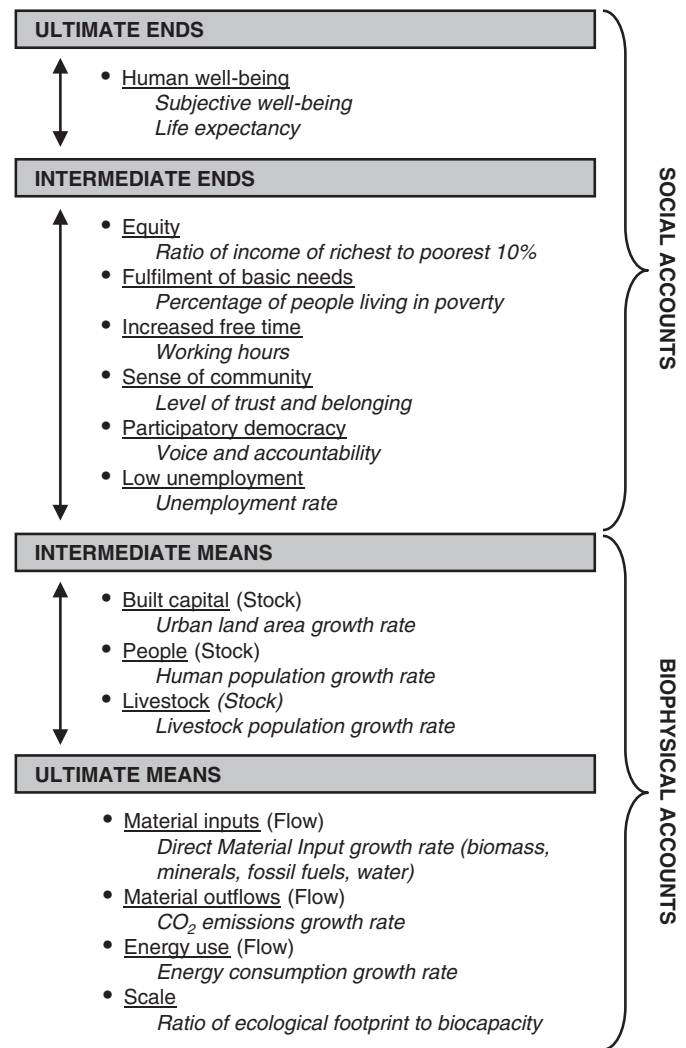 ULTIMATE ENDS
• Human well-being
Subjective well-being
Life expectancy
INTERMEDIATE ENDS
• Equity
Ratio of income of richest to poorest 10%
• Fulfilment of basic needs
Percentage of people living in poverty
• Increased free time
Working hours
• Sense of community
Level of trust and belonging
• Participatory democracy
Voice and accountability
• Low unemployment
Unemployment rate
SOCIAL ACCOUNTS
INTERMEDIATE MEANS
• Built capital (Stock)
Urban land area growth rate
• People (Stock)
Human population growth rate
• Livestock (Stock)
Livestock population growth rate
ULTIMATE MEANS
• Material inputs (Flow)
Direct Material Input growth rate (biomass,
minerals, fossil fuels, water)
• Material outflows (Flow)
CO₂ emissions growth rate
• Energy use (Flow)
Energy consumption growth rate
• Scale
Ratio of ecological footprint to biocapacity
BIOPHYSICAL ACCOUNTS